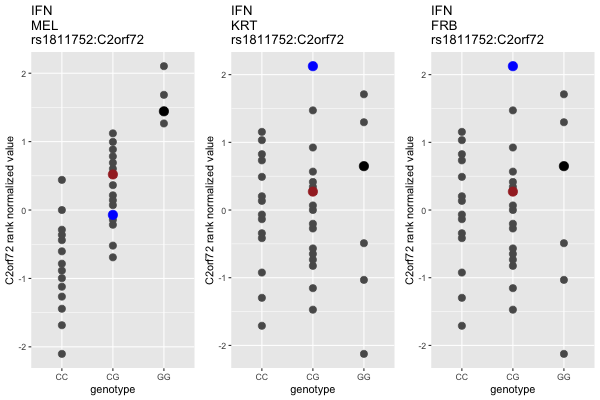 IFN
MEL
rs1811752:C2orf72
C2orf72 rank normalized value
2
1
0
-1
-2
CC CG GG
genotype
IFN
KRT
rs1811752:C2orf72
C2orf72 rank normalized value
2
1
0
-1
-2
CC CG GG
genotype
IFN
FRB
rs1811752:C2orf72
C2orf72 rank normalized value
2
1
0
-1
-2
CC CG GG
genotype